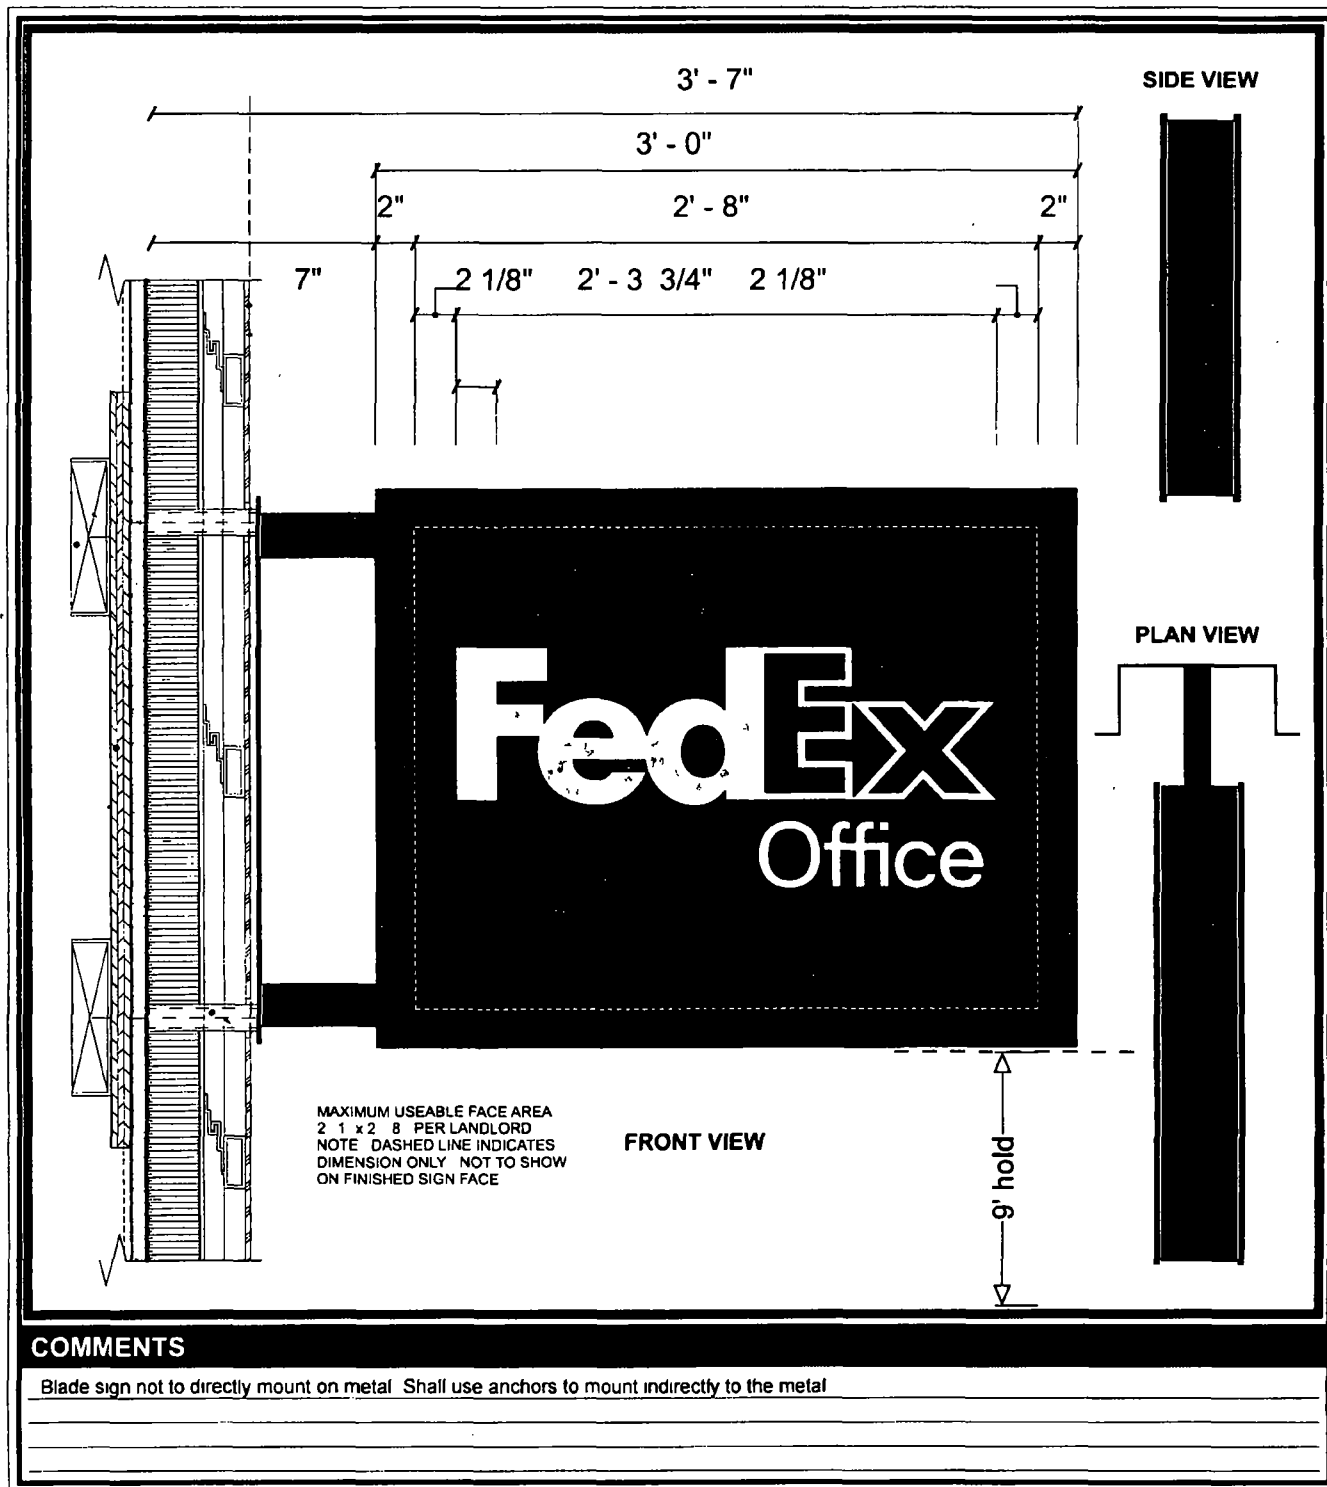 3' - 7"
SIDE VIEW
3' - 0"
2" 2' - 8" 2"
7" 2 1/8" 2' - 3 3/4" 2 1/8"
FedEx
Office
PLAN VIEW
MAXIMUM USEABLE FACE AREA
2 1 x 2 8 PER LANDLORD
NOTE DASHED LINE INDICATES
DIMENSION ONLY NOT TO SHOW
ON FINISHED SIGN FACE
FRONT VIEW
9' hold
COMMENTS
Blade sign not to directly mount on metal Shall use anchors to mount indirectly to the metal